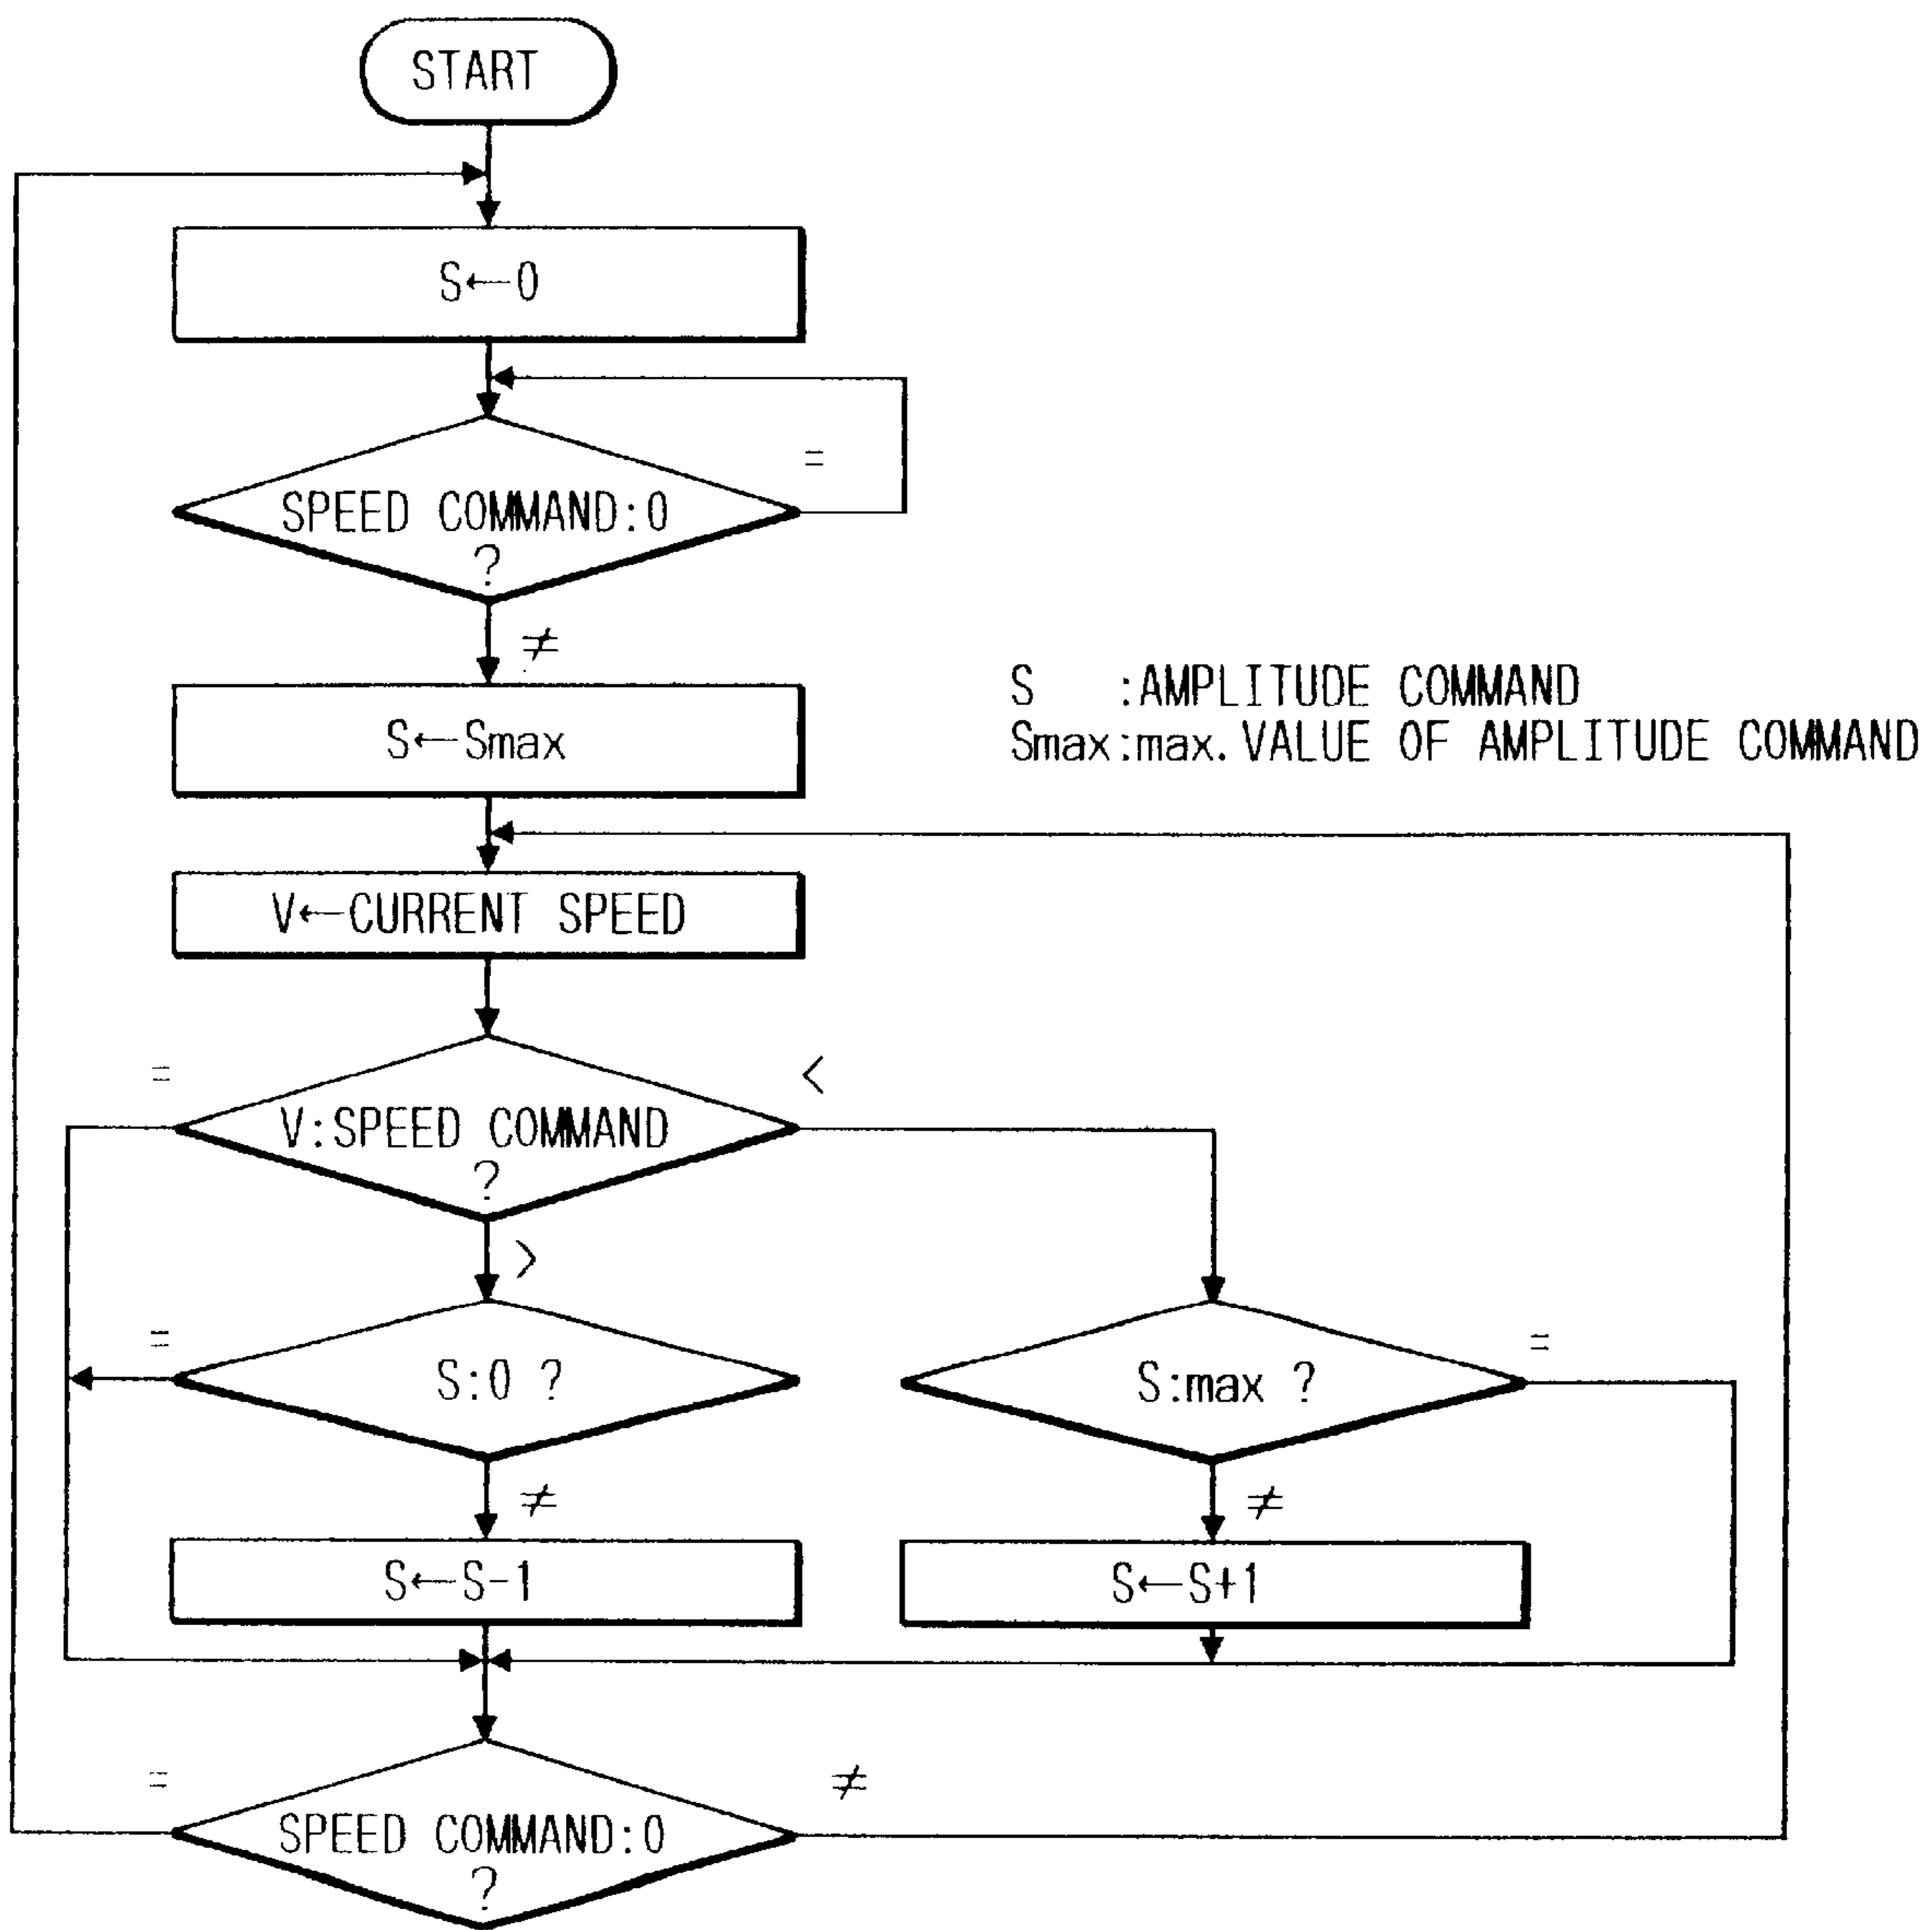 START
S←0
=
SPEED COMMAND:0
?
≠
S :AMPLITUDE COMMAND
S←Smax
Smax:max.VALUE OF AMPLITUDE COMMAND
V←CURRENT SPEED
= <
V:SPEED COMMAND
?
>
= =
S:0 ? S:max ?
≠ ≠
S←S-1 S←S+1
= ≠
SPEED COMMAND:0
?